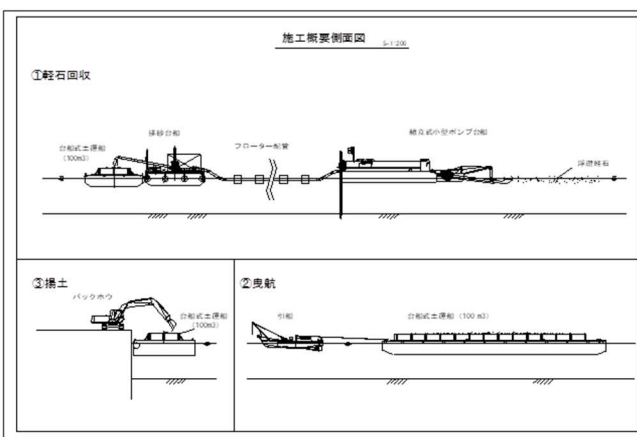 施工概要側面図 S=1:200
①軽石回収
排砂台船
台船式土運船
(100m3)
フローター配管
組立式小型ポンプ台船
浮遊軽石
③揚土
バックホウ
台船式土運船
(100m3)
②曳航
引船
台船式土運船 (100 m3)